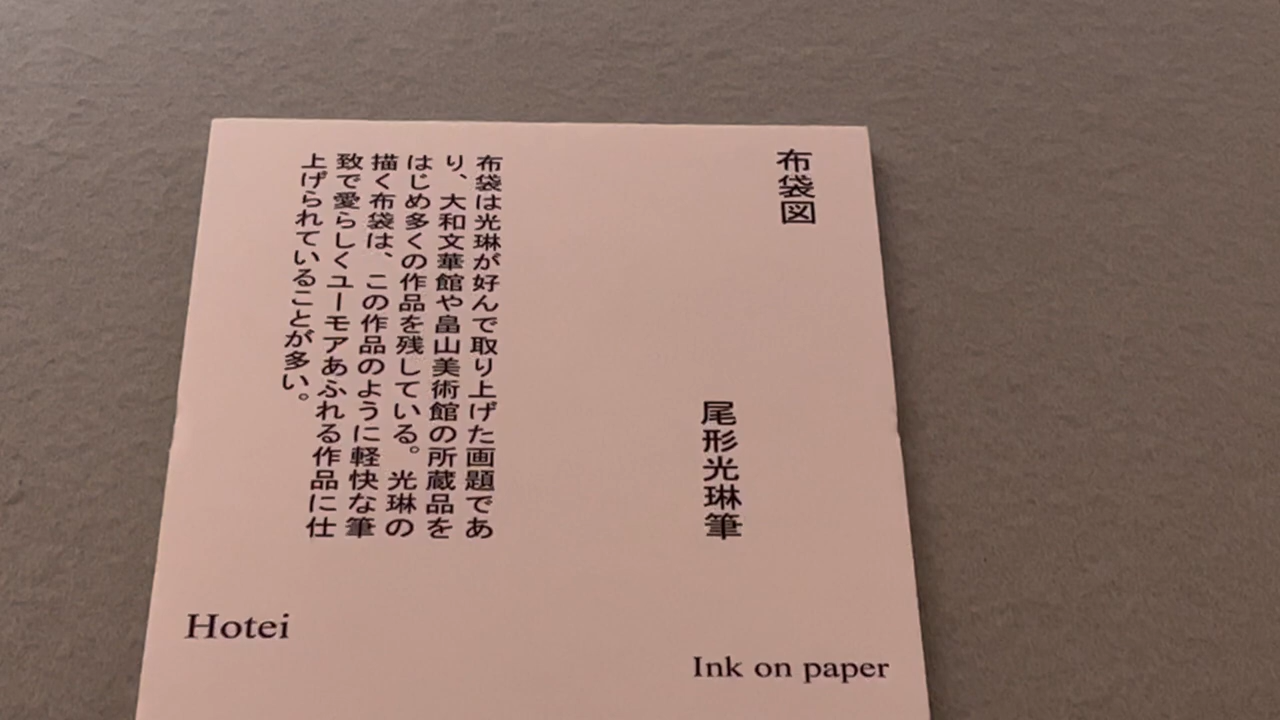 布袋図
尾形光琳筆
布袋は光琳が好んで取り上げた画題であ
り、大和文華館や畠山美術館の所蔵品を
はじめ多くの作品を残している。光琳の
描く布袋は、この作品のように軽快な筆
致で愛らしくユーモアあふれる作品に仕
上げられていることが多い。
Hotei
Ink on paper